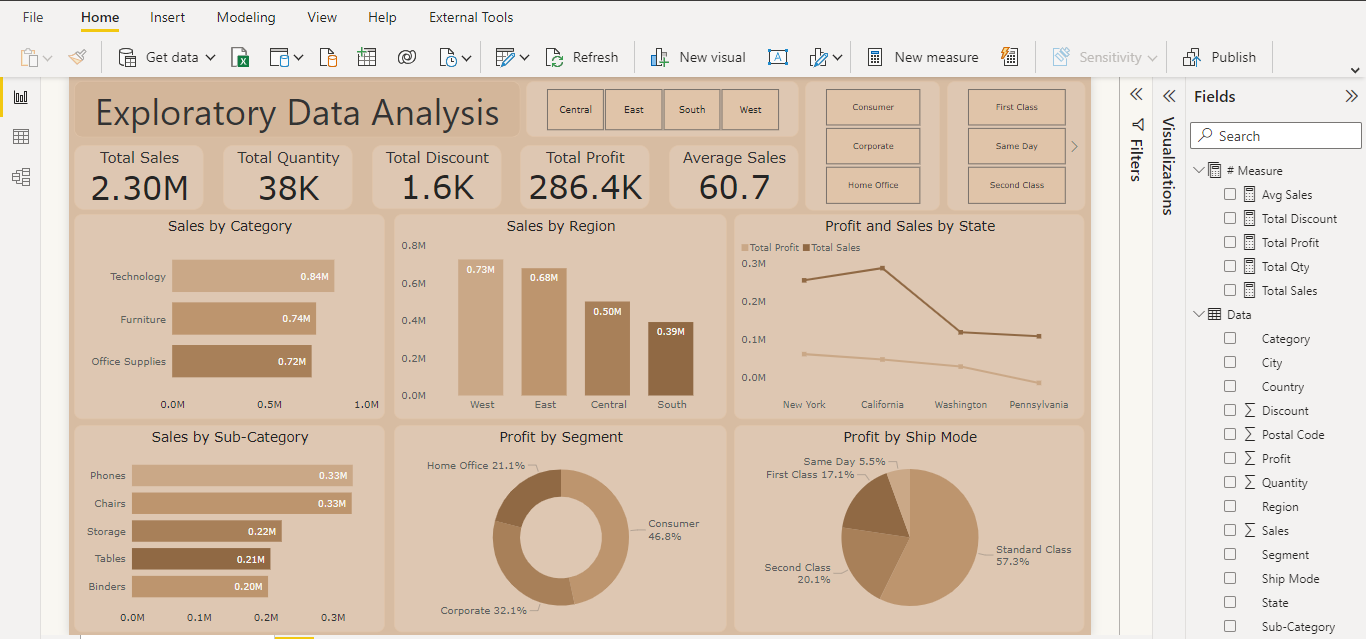 File Home Insert Modeling View Help External Tools
Get data Refresh New visual New measure Sensitivity Publish
Exploratory Data Analysis
Central East South West
Consumer
Corporate
Home Office
First Class
Same Day
Second Class
Total Sales
2.30M
Total Quantity
38K
Total Discount
1.6K
Total Profit
286.4K
Average Sales
60.7
Sales by Category
Technology 0.84M
Furniture 0.74M
Office Supplies 0.72M
0.0M 0.5M 1.0M
Sales by Region
0.8M
0.6M
0.4M
0.2M
0.0M
0.73M 0.68M 0.50M 0.39M
West East Central South
Profit and Sales by State
Total Profit Total Sales
0.3M
0.2M
0.1M
0.0M
New York California Washington Pennsylvania
Sales by Sub-Category
Phones 0.33M
Chairs 0.33M
Storage 0.22M
Tables 0.21M
Binders 0.20M
0.0M 0.1M 0.2M 0.3M
Profit by Segment
Home Office 21.1%
Consumer
46.8%
Corporate 32.1%
Profit by Ship Mode
Same Day 5.5%
First Class 17.1%
Standard Class
57.3%
Second Class
20.1%
Filters
Visualizations
Fields
Search
# Measure
Avg Sales
Total Discount
Total Profit
Total Qty
Total Sales
Data
Category
City
Country
Discount
Postal Code
Profit
Quantity
Region
Sales
Segment
Ship Mode
State
Sub-Category